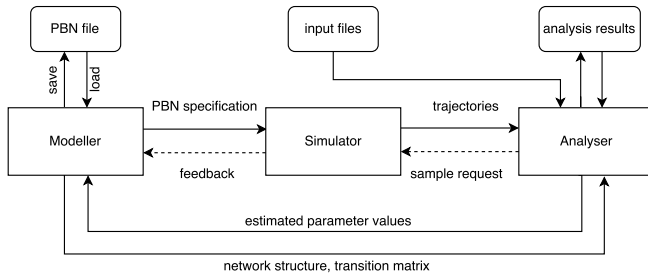 PBN file
input files
analysis results
save
load
PBN specification
trajectories
Modeller
Simulator
Analyser
feedback
sample request
estimated parameter values
network structure, transition matrix